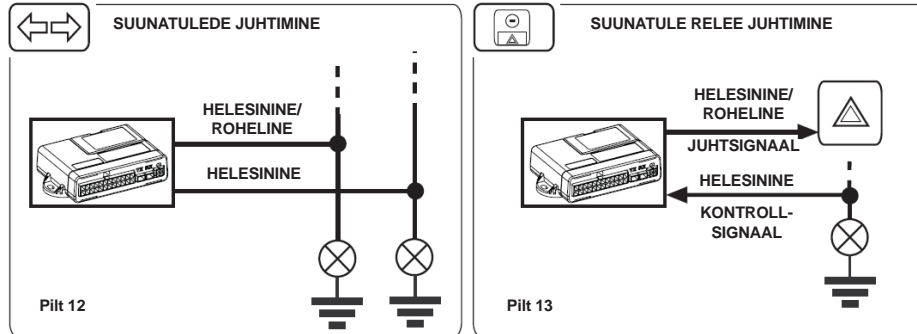 SUUNATULEDE JUHTIMINE
HELESININE/
ROHELINE
HELESININE
Pilt 12
SUUNATULE RELEE JUHTIMINE
HELESININE/
ROHELINE
JUHTSIGNAAL
HELESININE
KONTROLL-
SIGNAAL
Pilt 13